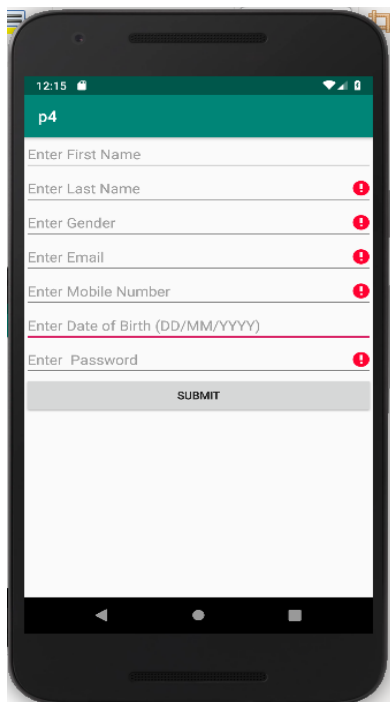 12:15
p4
Enter First Name
Enter Last Name
Enter Gender
Enter Email
Enter Mobile Number
Enter Date of Birth (DD/MM/YYYY)
Enter  Password
SUBMIT